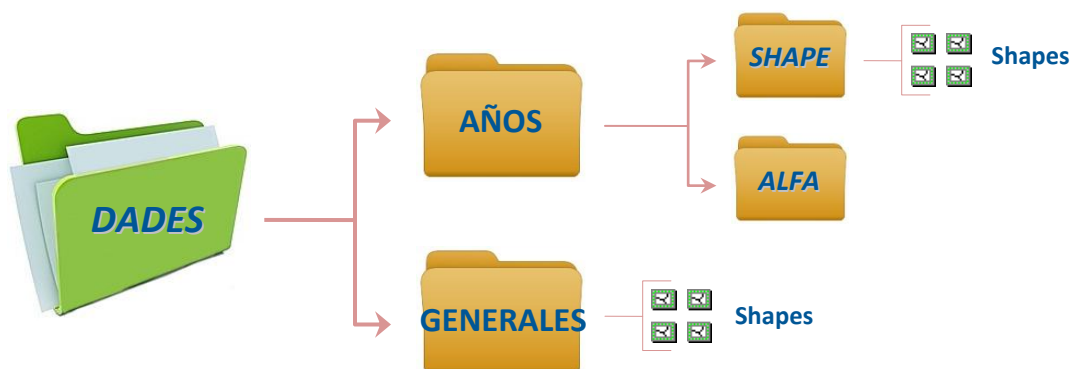 SHAPE
Shapes
AÑOS
ALFA
DADES
GENERALES
Shapes